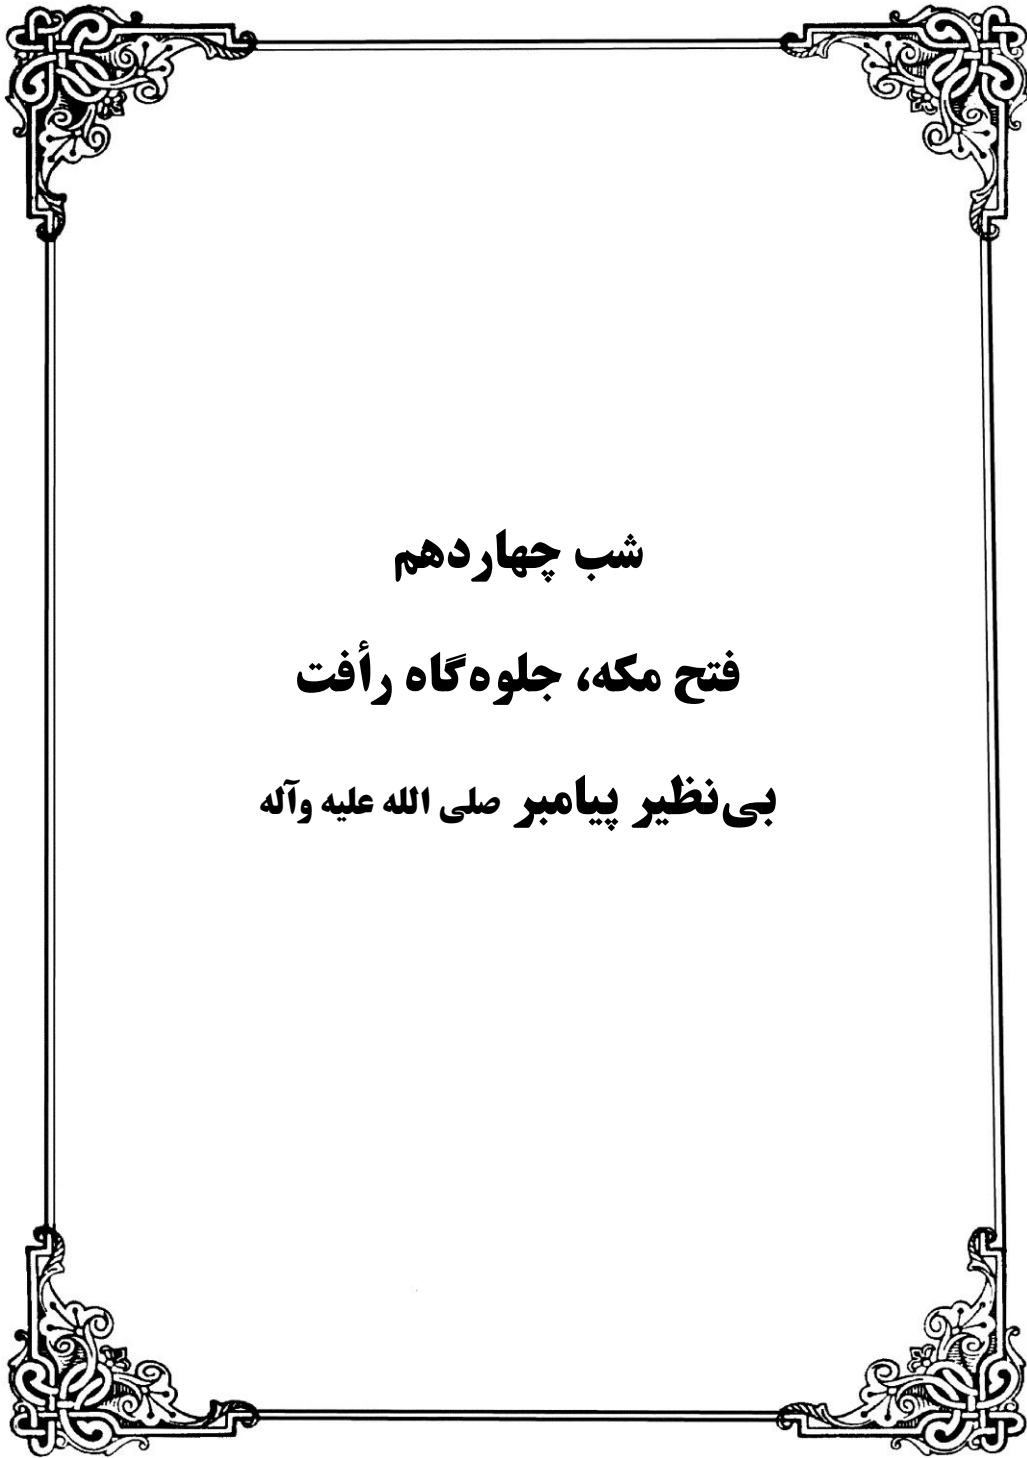 شب چهاردهم
فتح مکه، جلوه‌گاه رأفت
بی‌نظیر پیامبر صلی الله علیه وآله